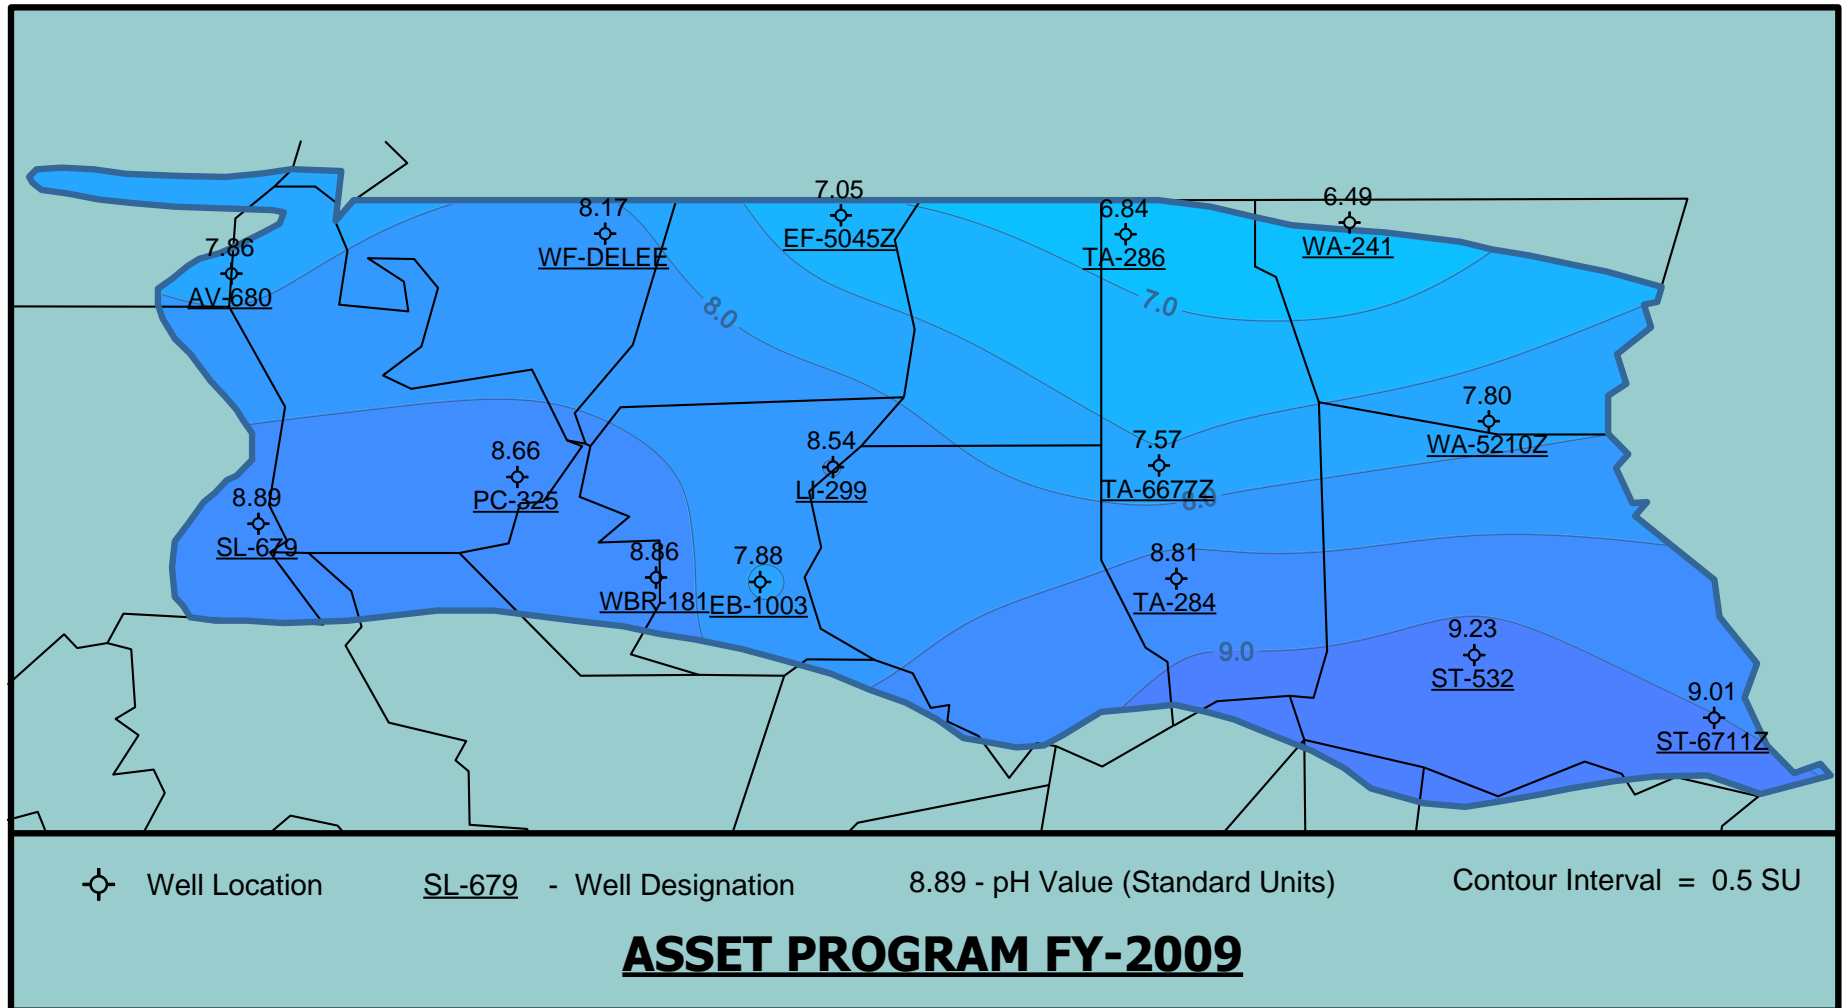 7.05
EF-5045Z
6.49
WA-241
8.17
WF-DELEE
6.84
TA-286
7.86
AV-680
7.0
8.0
7.80
WA-5210Z
8.54
LI-299
7.57
TA-6677Z
8.0
8.66
PC-325
8.89
SL-679
8.86
WBR-181
7.88
EB-1003
8.81
TA-284
9.0
9.23
ST-532
9.01
ST-6711Z
Well Location SL-679 - Well Designation 8.89 - pH Value (Standard Units) Contour Interval = 0.5 SU
ASSET PROGRAM FY-2009